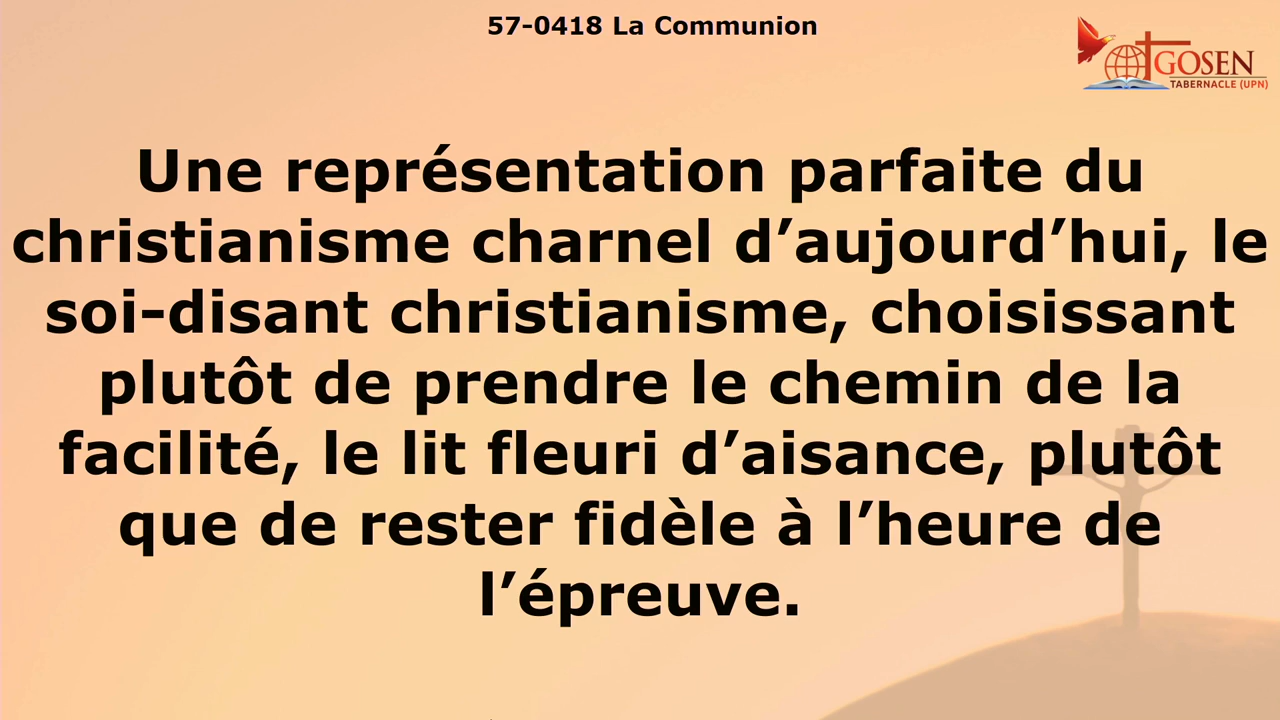 57-0418 La Communion
GOSEN
TABERNACLE (UPN)
Une représentation parfaite du
christianisme charnel d’aujourd’hui, le
soi-disant christianisme, choisissant
plutôt de prendre le chemin de la
facilité, le lit fleuri d’aisance, plutôt
que de rester fidèle à l’heure de
l’épreuve.